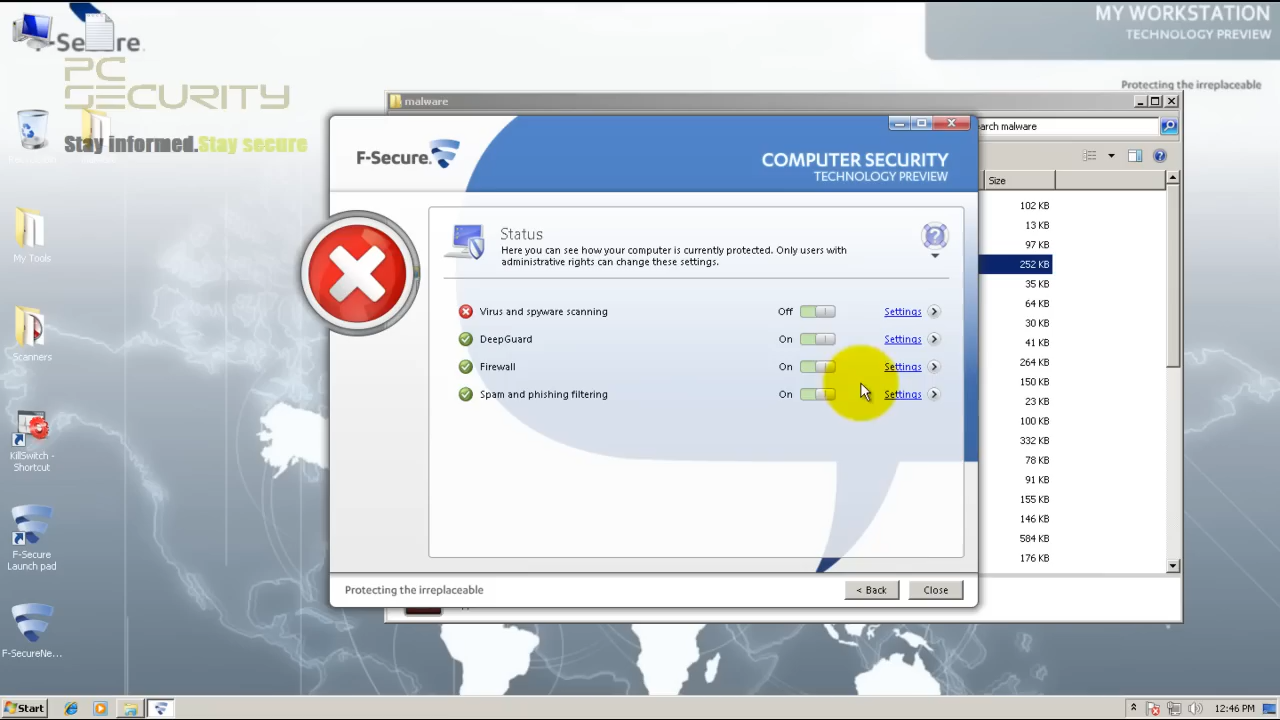 MY WORKSTATION
TECHNOLOGY PREVIEW
PC
SECURITY
Stay informed.Stay secure
Protecting the irreplaceable
malware
F-Secure.
COMPUTER SECURITY
TECHNOLOGY PREVIEW
arch malware
Size
Status
Here you can see how your computer is currently protected. Only users with
administrative rights can change these settings.
Virus and spyware scanning Off Settings
DeepGuard On Settings
Firewall On Settings
Spam and phishing filtering On Settings
102 KB
13 KB
97 KB
252 KB
35 KB
64 KB
30 KB
41 KB
264 KB
150 KB
23 KB
100 KB
332 KB
78 KB
91 KB
155 KB
146 KB
584 KB
176 KB
Protecting the irreplaceable
< Back
Close
My Tools
Scanners
KillSwitch -
Shortcut
F-Secure
Launch pad
F-SecureNe...
Start
12:46 PM